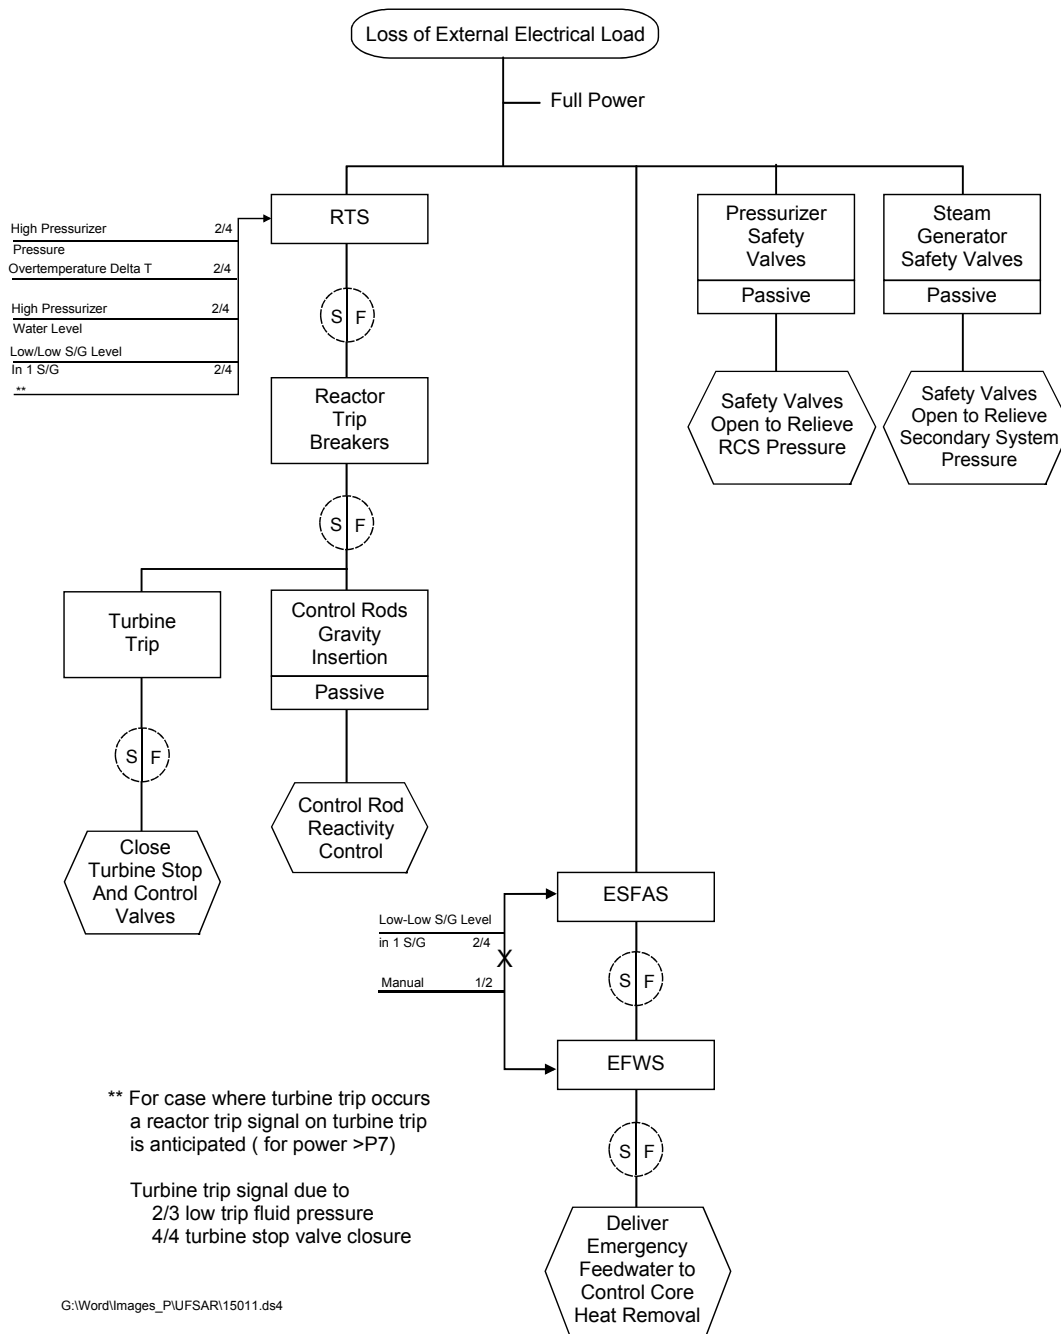 Loss of External Electrical Load
Full Power
RTS
High Pressurizer 2/4
Pressure
Overtemperature Delta T 2/4
High Pressurizer 2/4
Water Level
Low/Low S/G Level
In 1 S/G 2/4
**
S F
Reactor
Trip
Breakers
S F
Turbine
Trip
S F
Close
Turbine Stop
And Control
Valves
Control Rods
Gravity
Insertion
Passive
Control Rod
Reactivity
Control
Pressurizer
Safety
Valves
Passive
Safety Valves
Open to Relieve
RCS Pressure
Steam
Generator
Safety Valves
Passive
Safety Valves
Open to Relieve
Secondary System
Pressure
ESFAS
Low-Low S/G Level
in 1 S/G 2/4
X
Manual 1/2
S F
EFWS
S F
Deliver
Emergency
Feedwater to
Control Core
Heat Removal
** For case where turbine trip occurs
a reactor trip signal on turbine trip
is anticipated ( for power >P7)
Turbine trip signal due to
2/3 low trip fluid pressure
4/4 turbine stop valve closure
G:\Word\Images_P\UFSAR\15011.ds4